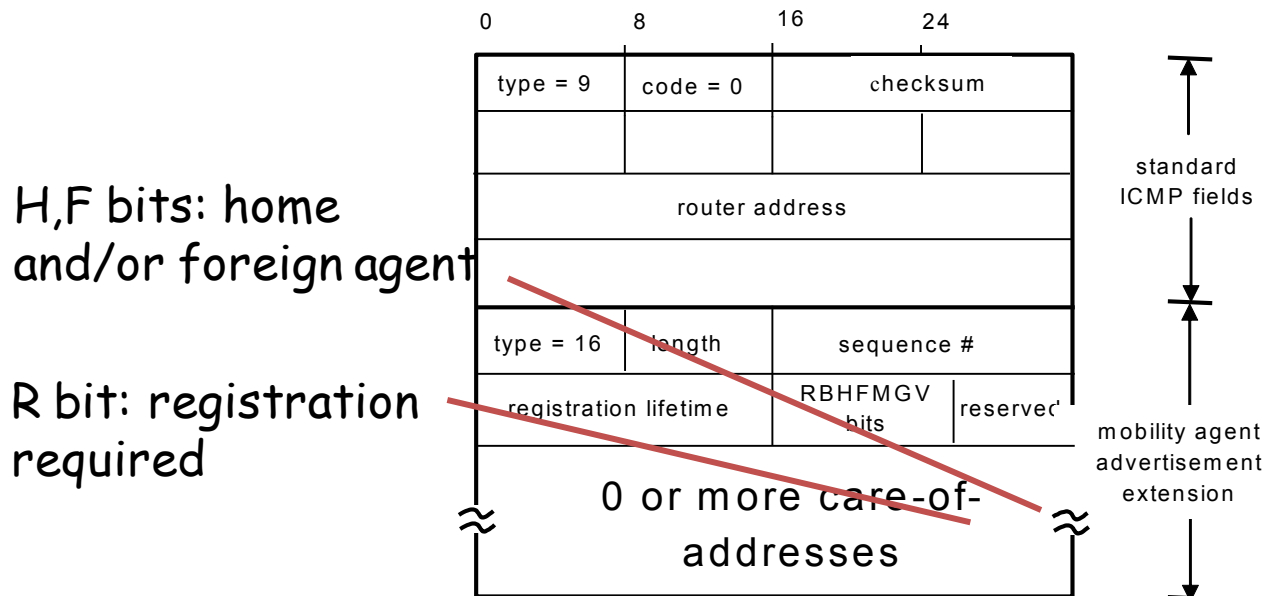 0 8 16 24
type = 9 code = 0 checksum
standard
ICMP fields
H,F bits: home
and/or foreign agent
router address
type = 16 length sequence #
R bit: registration
required
registration lifetime RBHFMGV
bits reserved
mobility agent
advertisement
extension
0 or more care-of-
addresses